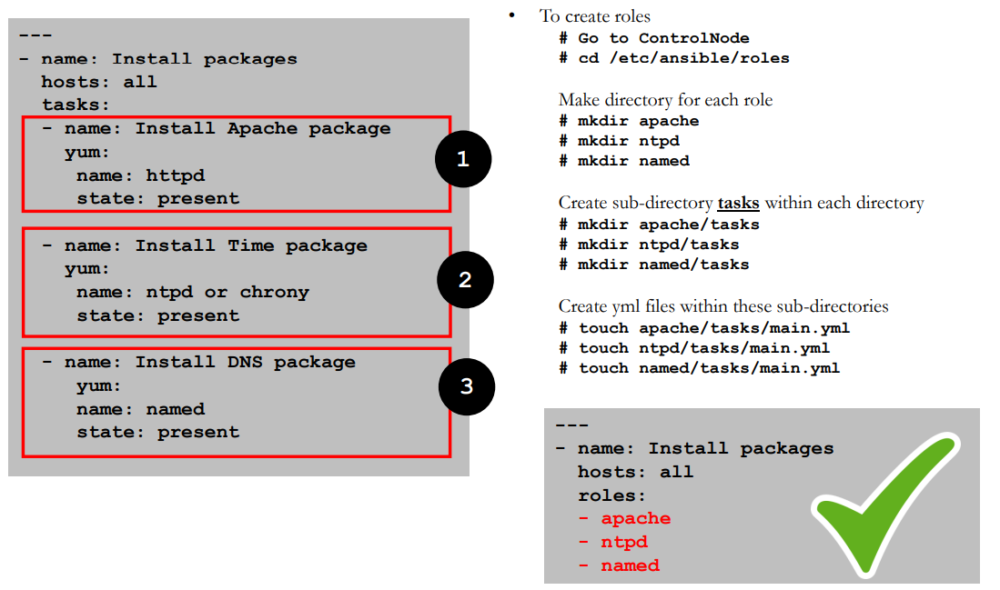 ---
- name: Install packages
  hosts: all
  tasks:
  - name: Install Apache package
    yum:
     name: httpd
     state: present
1
  - name: Install Time package
    yum:
     name: ntpd or chrony
     state: present
2
  - name: Install DNS package
     yum:
     name: named
     state: present
3
• To create roles
# Go to ControlNode
# cd /etc/ansible/roles
Make directory for each role
# mkdir apache
# mkdir ntpd
# mkdir named
Create sub-directory tasks within each directory
# mkdir apache/tasks
# mkdir ntpd/tasks
# mkdir named/tasks
Create yml files within these sub-directories
# touch apache/tasks/main.yml
# touch ntpd/tasks/main.yml
# touch named/tasks/main.yml
---
- name: Install packages
  hosts: all
  roles:
  - apache
  - ntpd
  - named